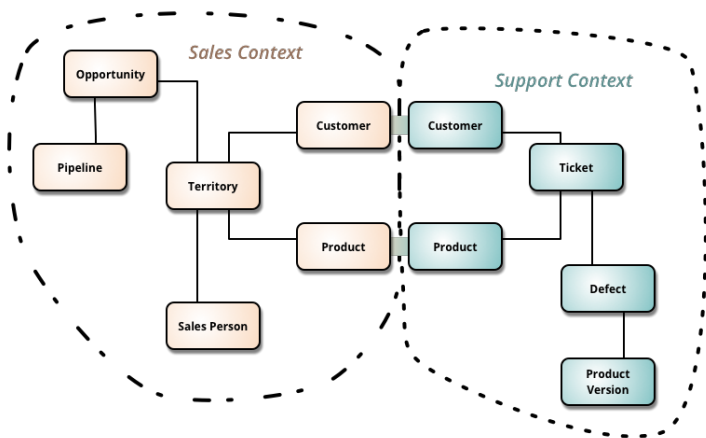 Sales Context
Support Context
Opportunity
Pipeline
Territory
Sales Person
Customer
Product
Customer
Product
Ticket
Defect
Product
Version